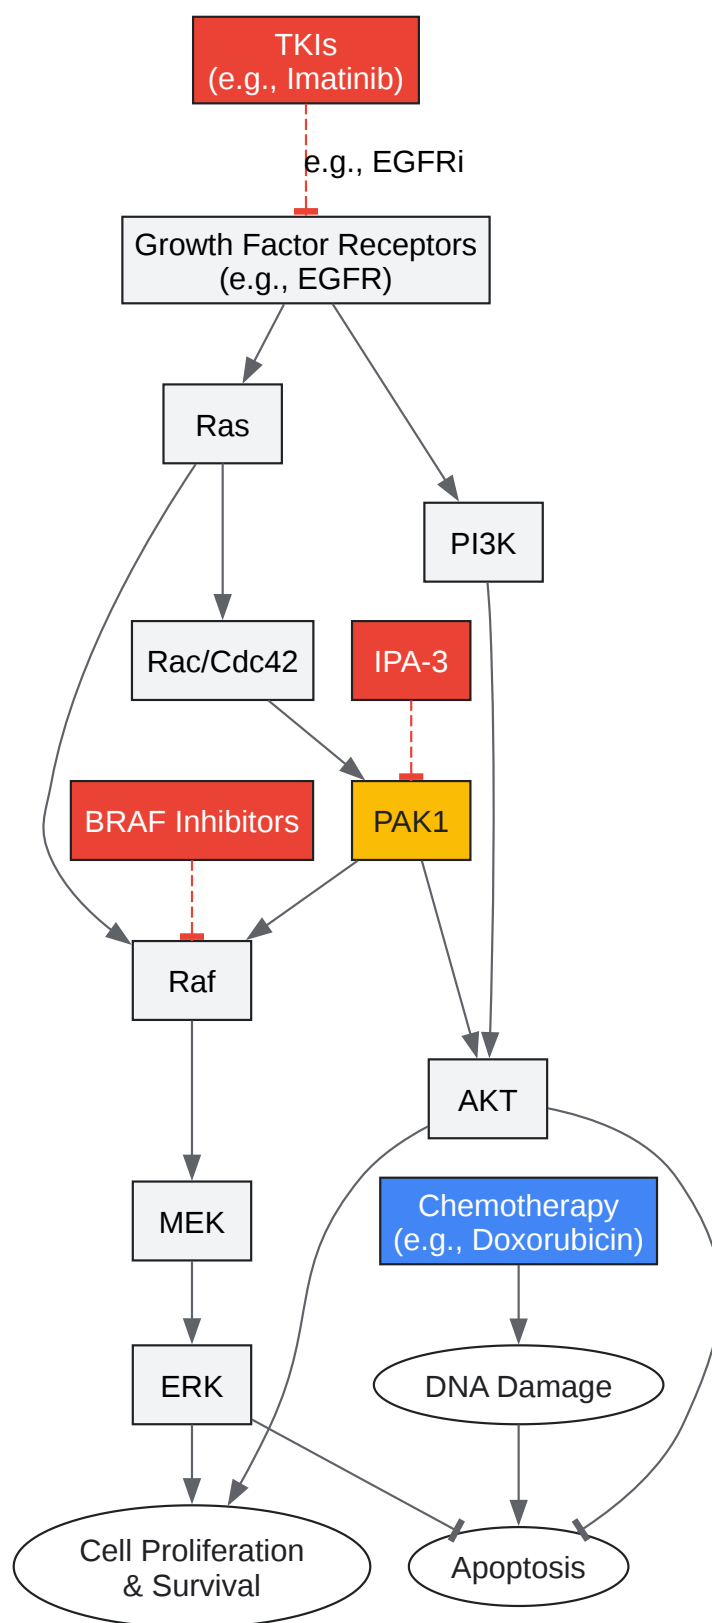 TKIs
(e.g., Imatinib)
e.g., EGFRi
Growth Factor Receptors
(e.g., EGFR)
Ras
PI3K
Rac/Cdc42
IPA-3
BRAF Inhibitors
PAK1
Raf
AKT
MEK
Chemotherapy
(e.g., Doxorubicin)
ERK
DNA Damage
Cell Proliferation
& Survival
Apoptosis